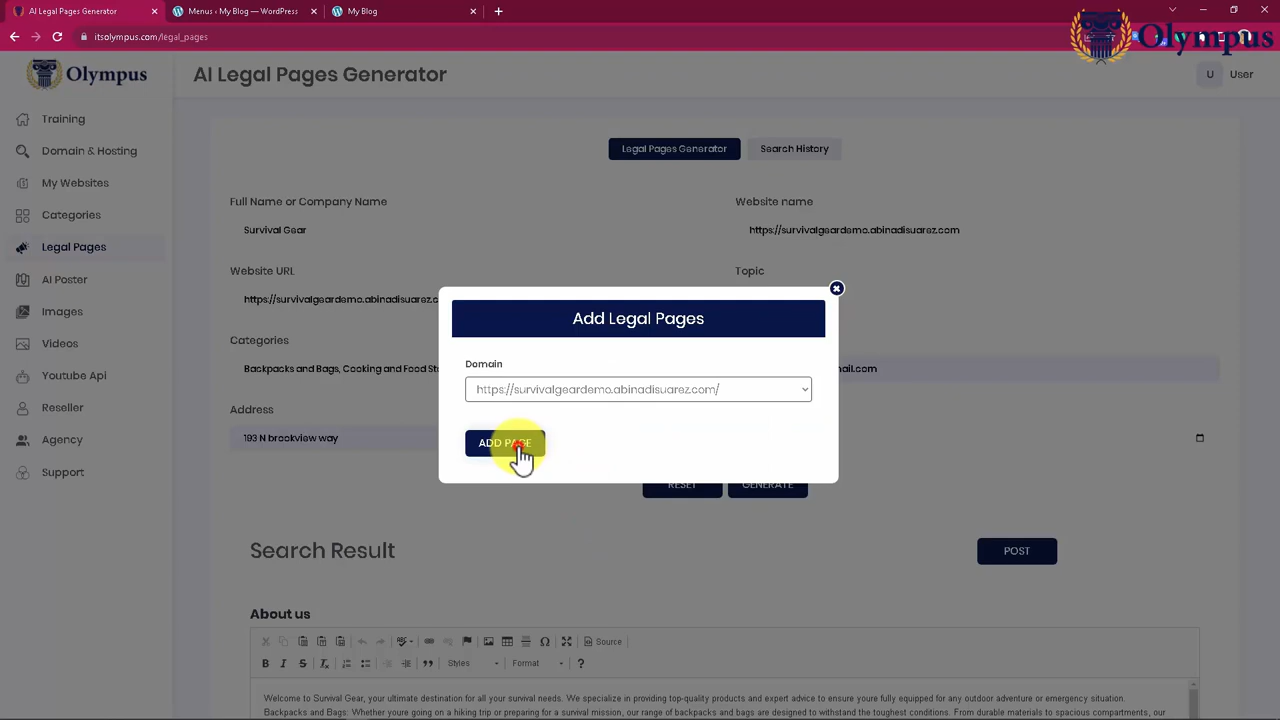 AI Legal Pages Generator
Menus ‹ My Blog — WordPress
My Blog
itsolympus.com/legal_pages
Olympus
Olympus
AI Legal Pages Generator
U User
Training
Domain & Hosting
My Websites
Categories
Legal Pages
AI Poster
Images
Videos
Youtube Api
Reseller
Agency
Support
Legal Pages Generator
Search History
Full Name or Company Name
Website name
Survival Gear
https://survivalgeardemo.abinadisuarez.com
Website URL
Topic
https://survivalgeardemo.abinadisuarez.c
Categories
Backpacks and Bags, Cooking and Food Sto
mail.com
Address
193 N brookview way
Add Legal Pages
Domain
https://survivalgeardemo.abinadisuarez.com/
ADD PAGE
RESET
GENERATE
Search Result
POST
About us
Source
B I S
Styles
Format
?
Welcome to Survival Gear, your ultimate destination for all your survival needs. We specialize in providing top-quality products and expert advice to ensure youre fully equipped for any outdoor adventure or emergency situation.
Backpacks and Bags: Whether youre going on a hiking trip or preparing for a survival mission, our range of backpacks and bags are designed to withstand the toughest conditions. From durable materials to spacious compartments, our